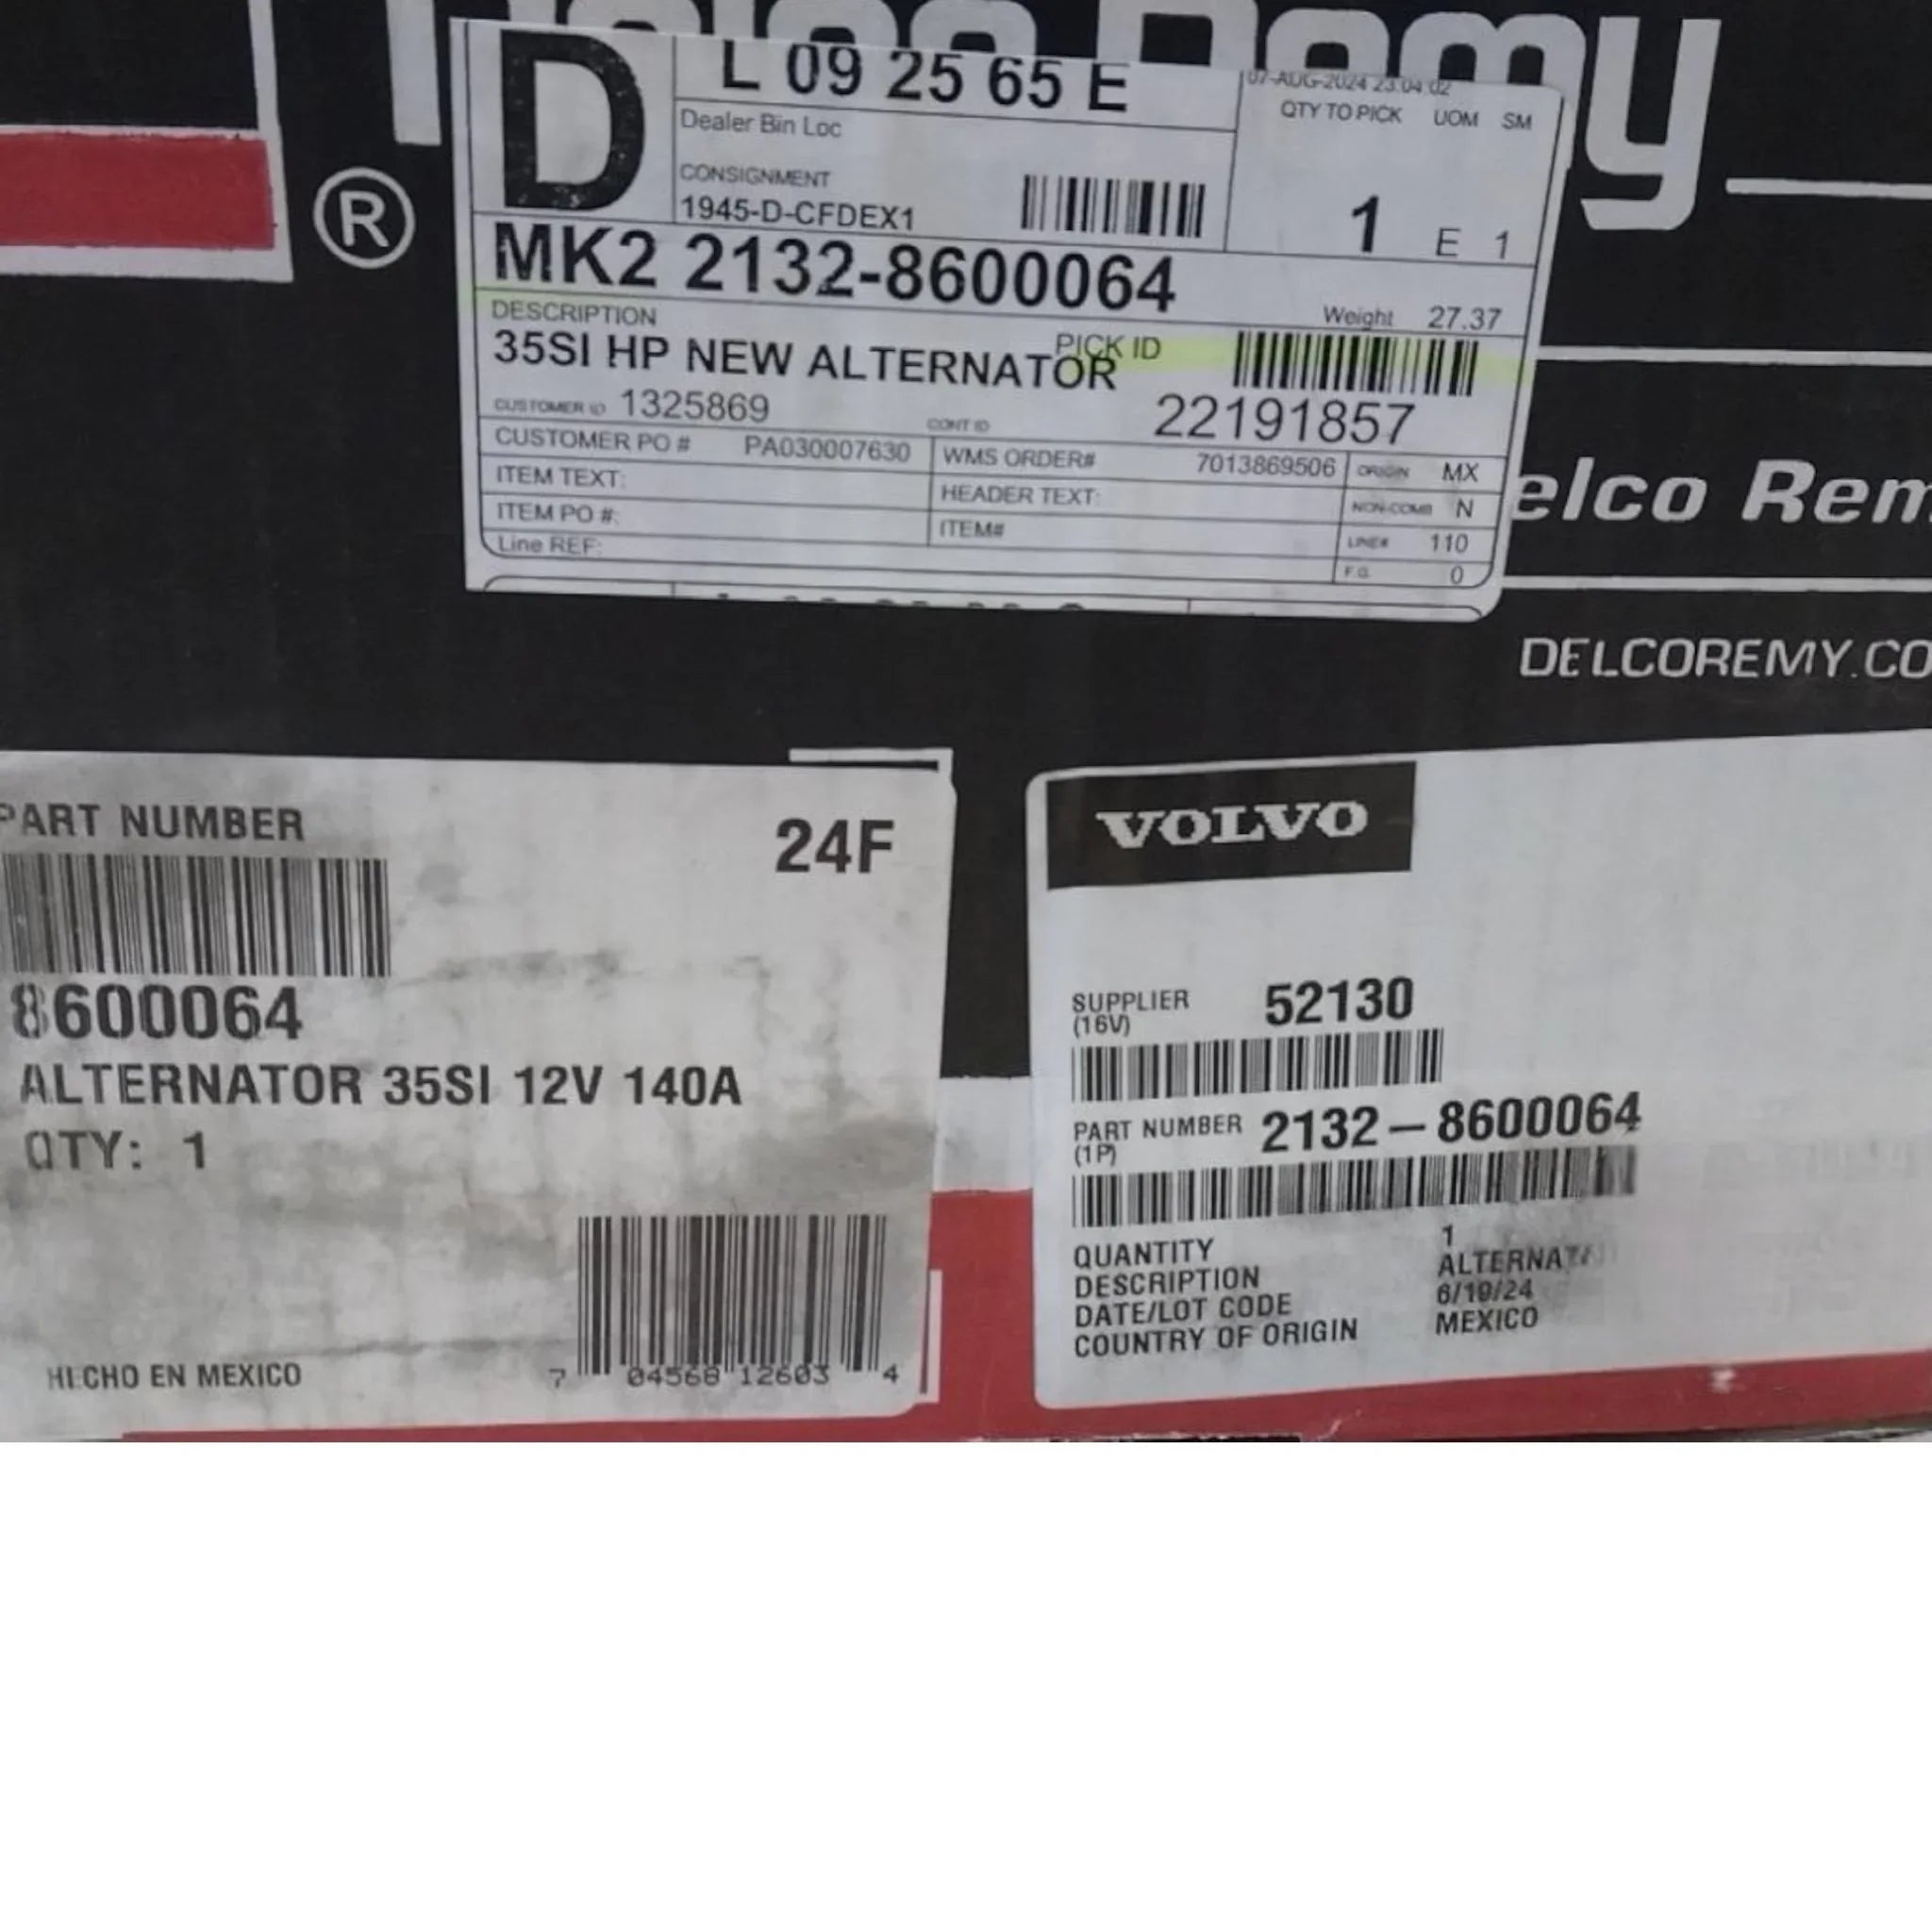 Delco Remy
D
L 09 25 65 E
07-AUG-2024 23:04:02
Dealer Bin Loc
QTY TO PICK UOM SM
CONSIGNMENT
1945-D-CFDEX1
1 E 1
MK2 2132-8600064
Weight 27.37
DESCRIPTION
35SI HP NEW ALTERNATOR
PICK ID
CUSTOMER ID 1325869
CONT ID
22191857
CUSTOMER PO # PA030007630
WMS ORDER# 7013869506
ORIGIN MX
ITEM TEXT:
HEADER TEXT:
NON-COMB N
ITEM PO #:
ITEM#
LINE# 110
Line REF:
F.G. 0
®
elco Rem
DELCOREMY.CO
PART NUMBER
24F
8600064
ALTERNATOR 35SI 12V 140A
QTY: 1
HECHO EN MEXICO
7 04568 12603 4
VOLVO
SUPPLIER 52130
(16V)
PART NUMBER 2132-8600064
(1P)
QUANTITY 1
DESCRIPTION ALTERNAT
DATE/LOT CODE 6/19/24
COUNTRY OF ORIGIN MEXICO